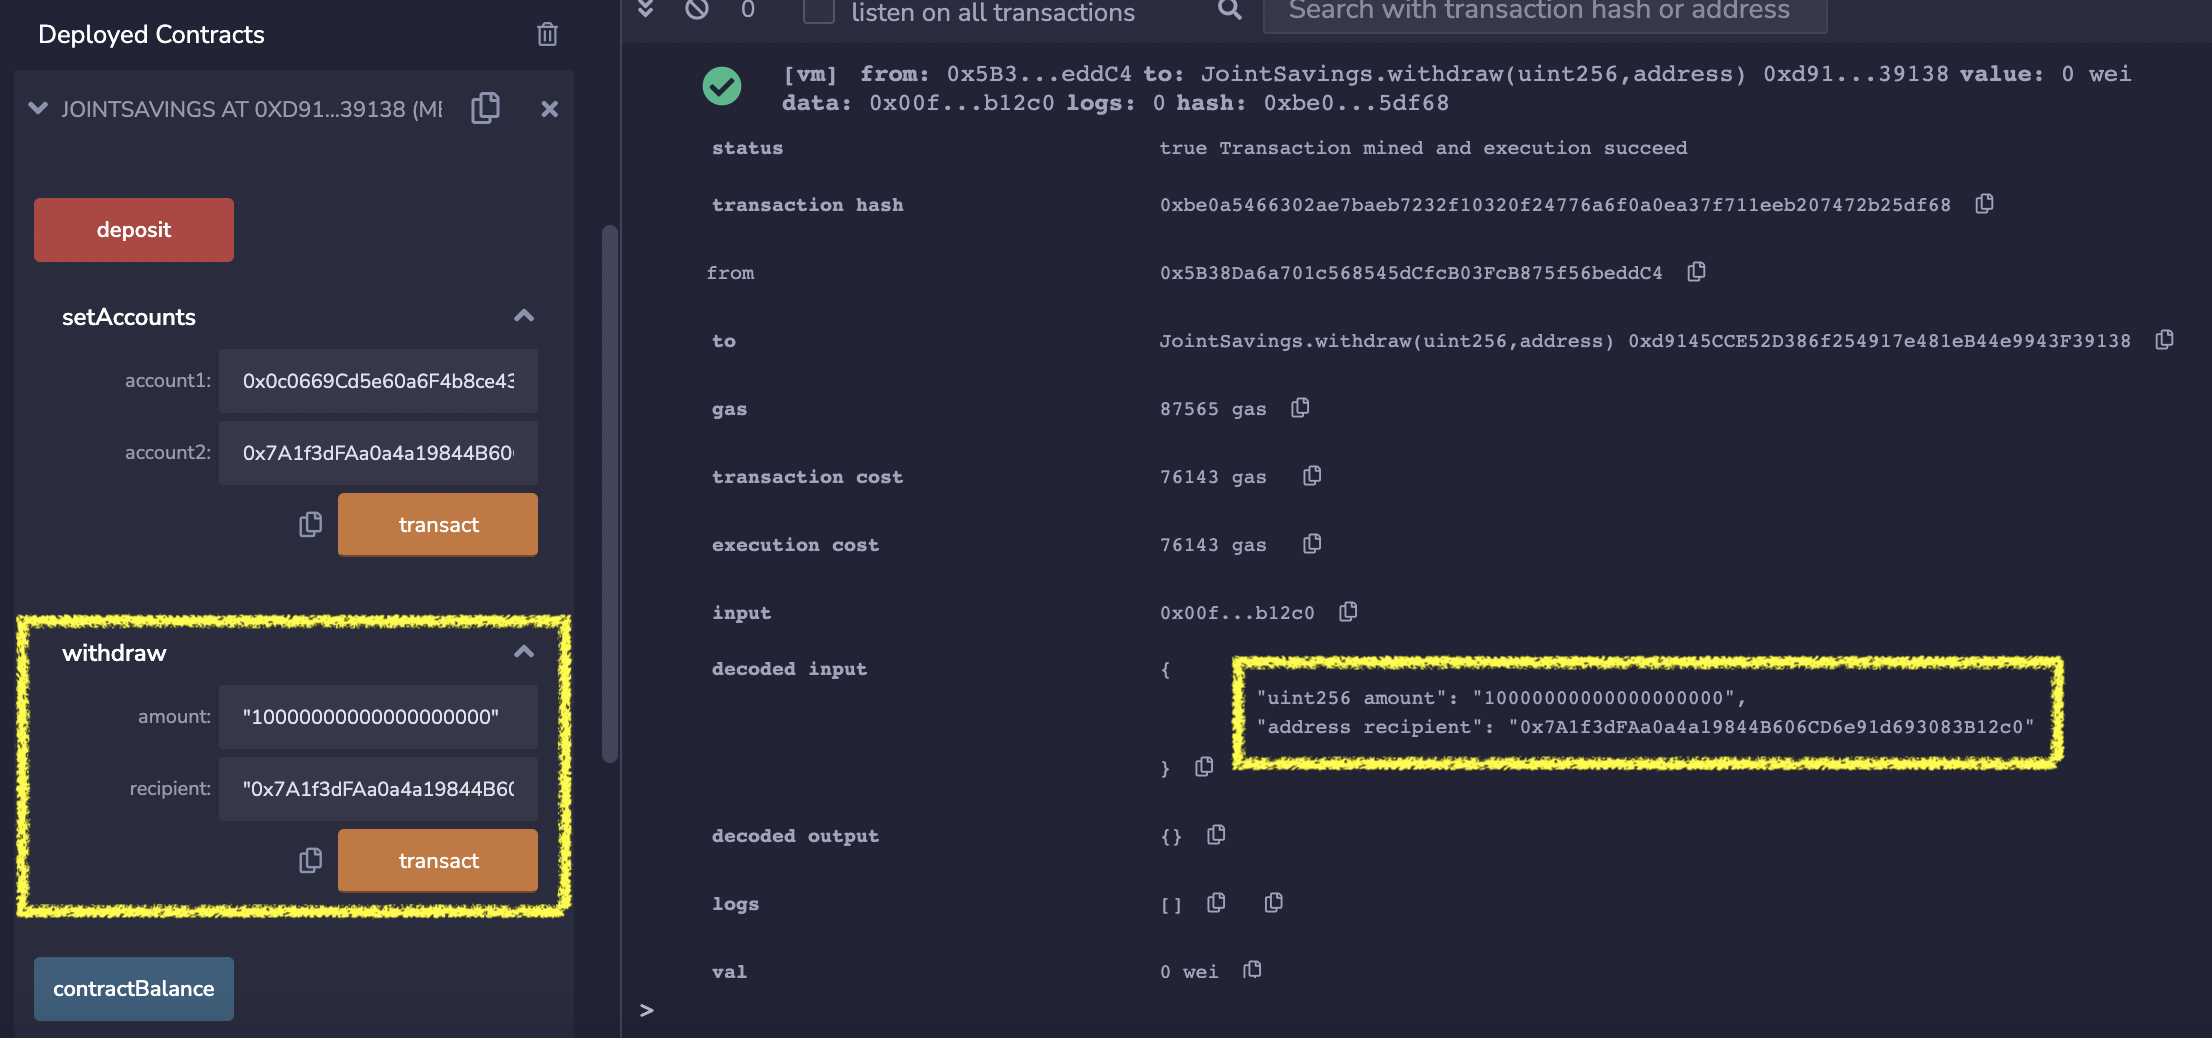 Deployed Contracts
JOINTSAVINGS AT 0XD91...39138 (ME
deposit
setAccounts
account1: 0x0c0669Cd5e60a6F4b8ce43
account2: 0x7A1f3dFAa0a4a19844B60
transact
withdraw
amount: "10000000000000000000"
recipient: "0x7A1f3dFAa0a4a19844B60
transact
contractBalance
0 listen on all transactions Search with transaction hash or address
[vm] from: 0x5B3...eddC4 to: JointSavings.withdraw(uint256,address) 0xd91...39138 value: 0 wei
data: 0x00f...b12c0 logs: 0 hash: 0xbe0...5df68
status true Transaction mined and execution succeed
transaction hash 0xbe0a5466302ae7baeb7232f10320f24776a6f0a0ea37f711eeb207472b25df68
from 0x5B38Da6a701c568545dCfcB03FcB875f56beddC4
to JointSavings.withdraw(uint256,address) 0xd9145CCE52D386f254917e481eB44e9943F39138
gas 87565 gas
transaction cost 76143 gas
execution cost 76143 gas
input 0x00f...b12c0
decoded input {
"uint256 amount": "10000000000000000000",
"address recipient": "0x7A1f3dFAa0a4a19844B606CD6e91d693083B12c0"
}
decoded output {}
logs []
val 0 wei
>